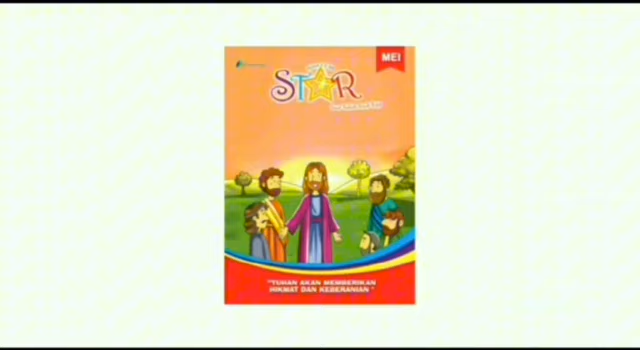 MEI
STAR
"TUHAN AKAN MEMBERIKAN
HIKMAT DAN KEBERANIAN"